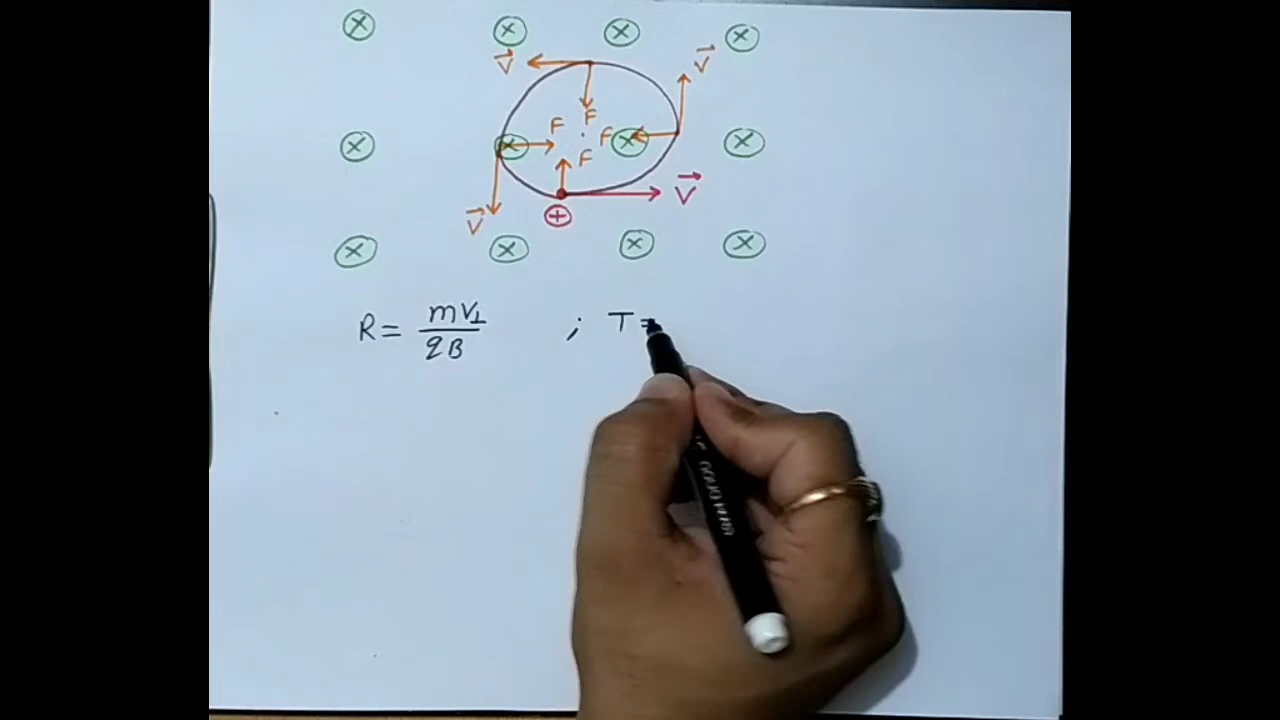 ⊗ ⊗ ⊗ ⊗
V⃗ V⃗
F F
⊗ ⊗ F ⊗ ⊗
F
V⃗ V⃗
⊕
⊗ ⊗ ⊗ ⊗
R = mV⊥ / qB ; T =